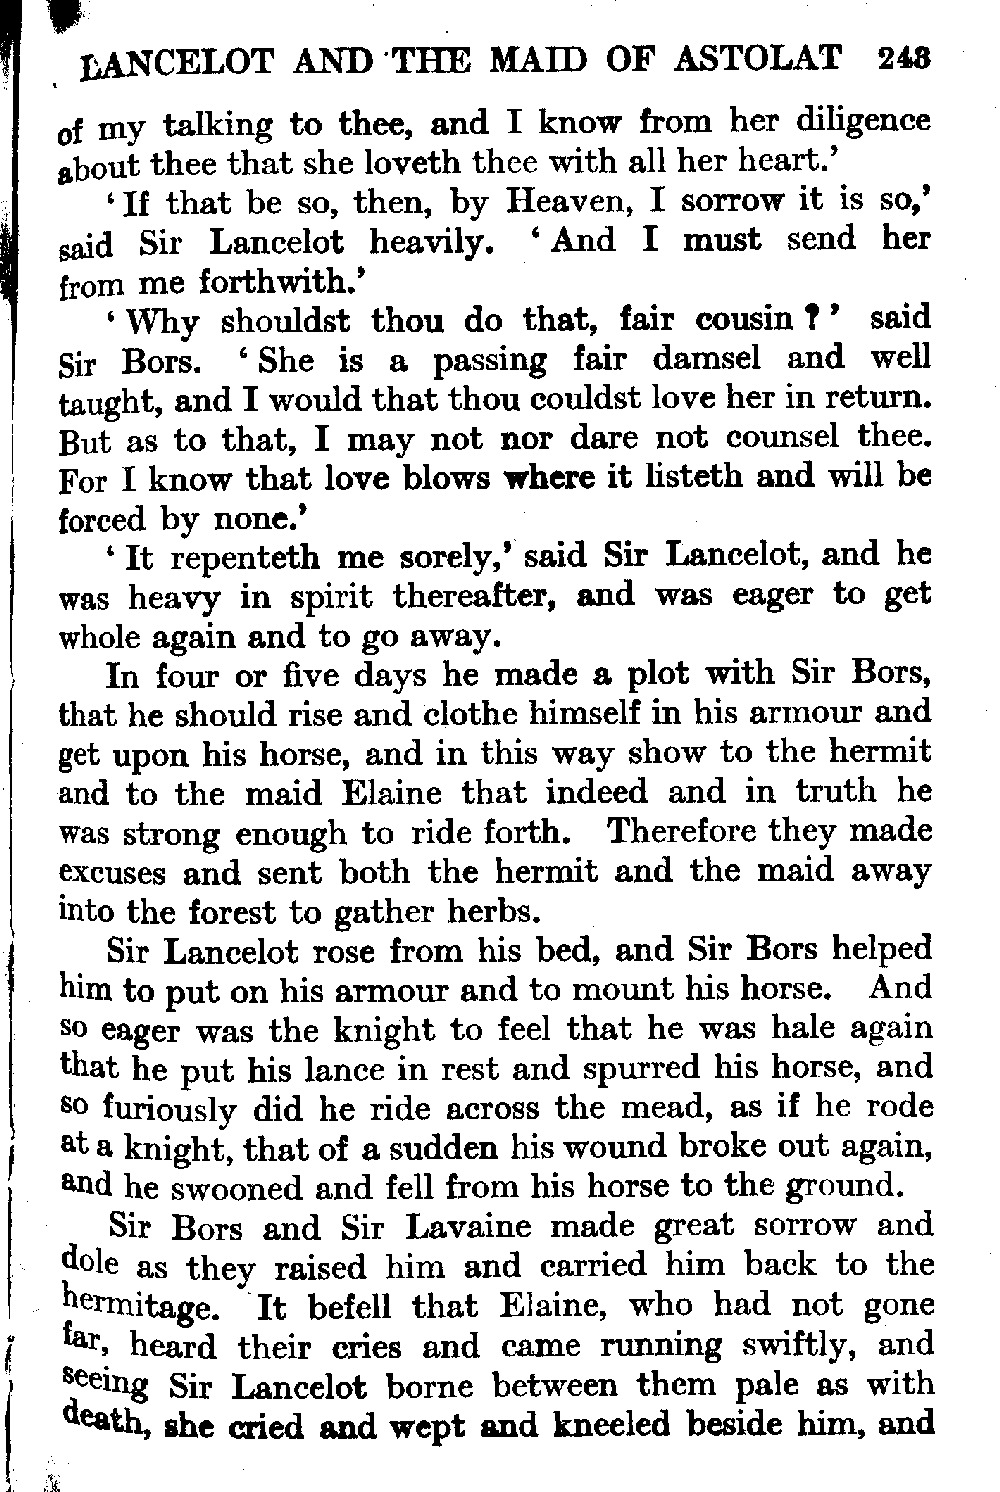 LANCELOT AND THE MAID OF ASTOLAT 243
of my talking to thee, and I know from her diligence
about thee that she loveth thee with all her heart.’
‘If that be so, then, by Heaven, I sorrow it is so,’
said Sir Lancelot heavily. ‘And I must send her
from me forthwith.’
‘Why shouldst thou do that, fair cousin?’ said
Sir Bors. ‘She is a passing fair damsel and well
taught, and I would that thou couldst love her in return.
But as to that, I may not nor dare not counsel thee.
For I know that love blows where it listeth and will be
forced by none.’
‘It repenteth me sorely,’ said Sir Lancelot, and he
was heavy in spirit thereafter, and was eager to get
whole again and to go away.
In four or five days he made a plot with Sir Bors,
that he should rise and clothe himself in his armour and
get upon his horse, and in this way show to the hermit
and to the maid Elaine that indeed and in truth he
was strong enough to ride forth. Therefore they made
excuses and sent both the hermit and the maid away
into the forest to gather herbs.
Sir Lancelot rose from his bed, and Sir Bors helped
him to put on his armour and to mount his horse. And
so eager was the knight to feel that he was hale again
that he put his lance in rest and spurred his horse, and
so furiously did he ride across the mead, as if he rode
at a knight, that of a sudden his wound broke out again,
and he swooned and fell from his horse to the ground.
Sir Bors and Sir Lavaine made great sorrow and
dole as they raised him and carried him back to the
hermitage. It befell that Elaine, who had not gone
far, heard their cries and came running swiftly, and
seeing Sir Lancelot borne between them pale as with
death, she cried and wept and kneeled beside him, and